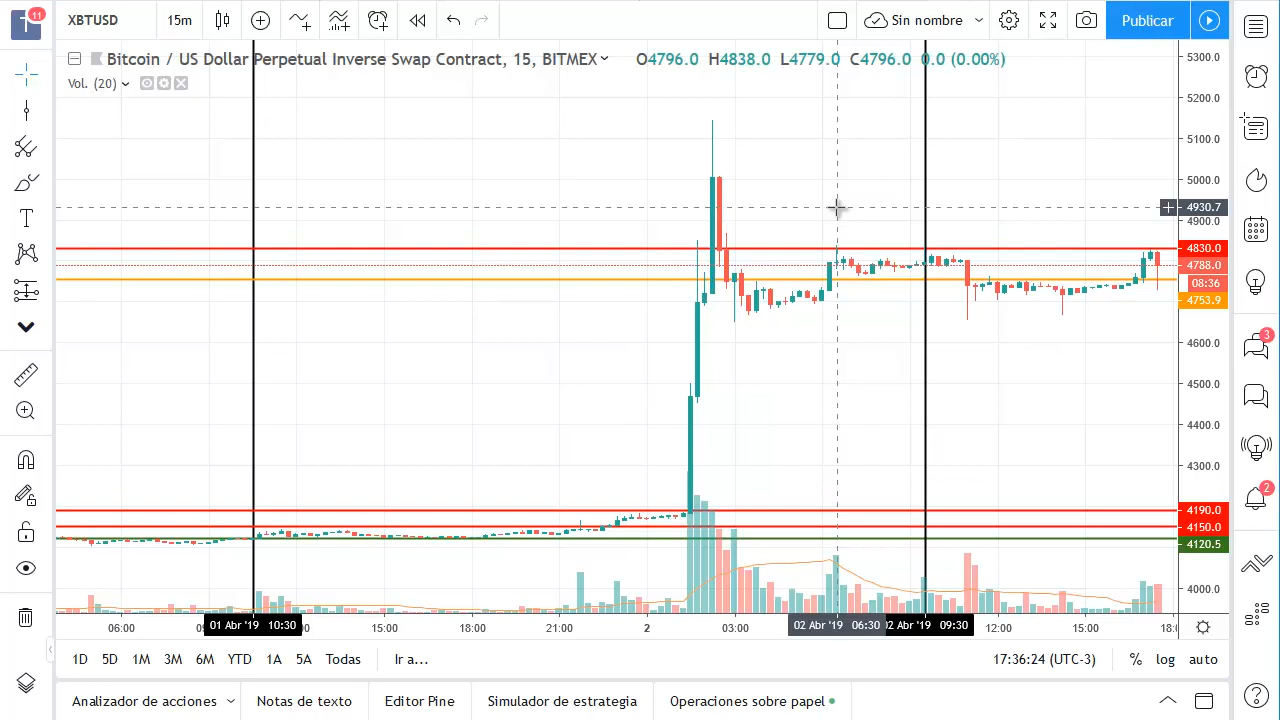 T
11
XBTUSD
15m
Sin nombre
Publicar
Bitcoin / US Dollar Perpetual Inverse Swap Contract, 15, BITMEX
O4796.0 H4838.0 L4779.0 C4796.0 0.0 (0.00%)
Vol. (20)
5300.0
5200.0
5100.0
5000.0
4930.7
4900.0
4830.0
4788.0
08:36
4753.9
4600.0
4500.0
4400.0
4300.0
4190.0
4150.0
4120.5
4000.0
3
2
06:00
01 Abr '19 10:30
15:00
18:00
21:00
2
03:00
02 Abr '19 06:30
02 Abr '19 09:30
12:00
15:00
18:
1D 5D 1M 3M 6M YTD 1A 5A Todas
Ir a...
17:36:24 (UTC-3)
% log auto
Analizador de acciones
Notas de texto
Editor Pine
Simulador de estrategia
Operaciones sobre papel